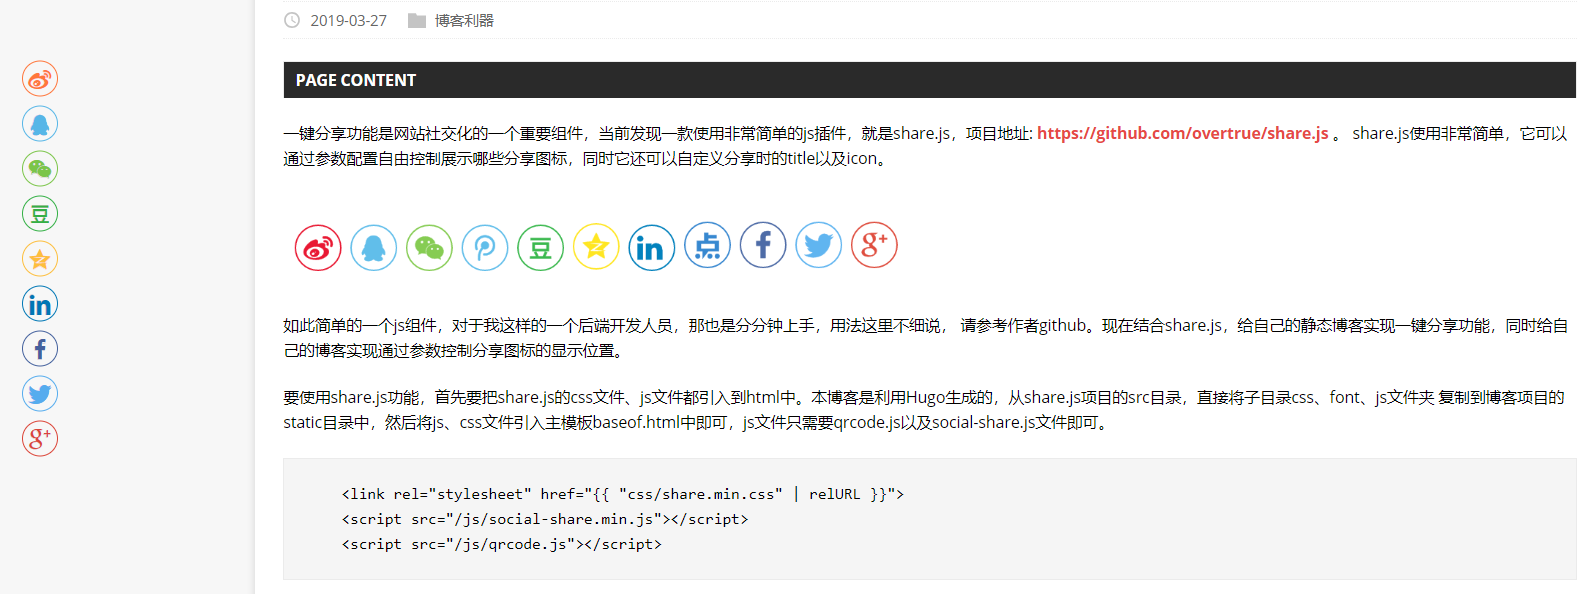 2019-03-27 博客利器
PAGE CONTENT
一键分享功能是网站社交化的一个重要组件，当前发现一款使用非常简单的js插件，就是share.js，项目地址: https://github.com/overtrue/share.js 。 share.js使用非常简单，它可以
通过参数配置自由控制展示哪些分享图标，同时它还可以自定义分享时的title以及icon。
豆 in 点 f g+
如此简单的一个js组件，对于我这样的一个后端开发人员，那也是分分钟上手，用法这里不细说， 请参考作者github。现在结合share.js，给自己的静态博客实现一键分享功能，同时给自
己的博客实现通过参数控制分享图标的显示位置。
要使用share.js功能，首先要把share.js的css文件、js文件都引入到html中。本博客是利用Hugo生成的，从share.js项目的src目录，直接将子目录css、font、js文件夹 复制到博客项目的
static目录中，然后将js、css文件引入主模板baseof.html中即可，js文件只需要qrcode.js以及social-share.js文件即可。
<link rel="stylesheet" href="{{ "css/share.min.css" | relURL }}">
<script src="/js/social-share.min.js"></script>
<script src="/js/qrcode.js"></script>
豆
in
f
g+